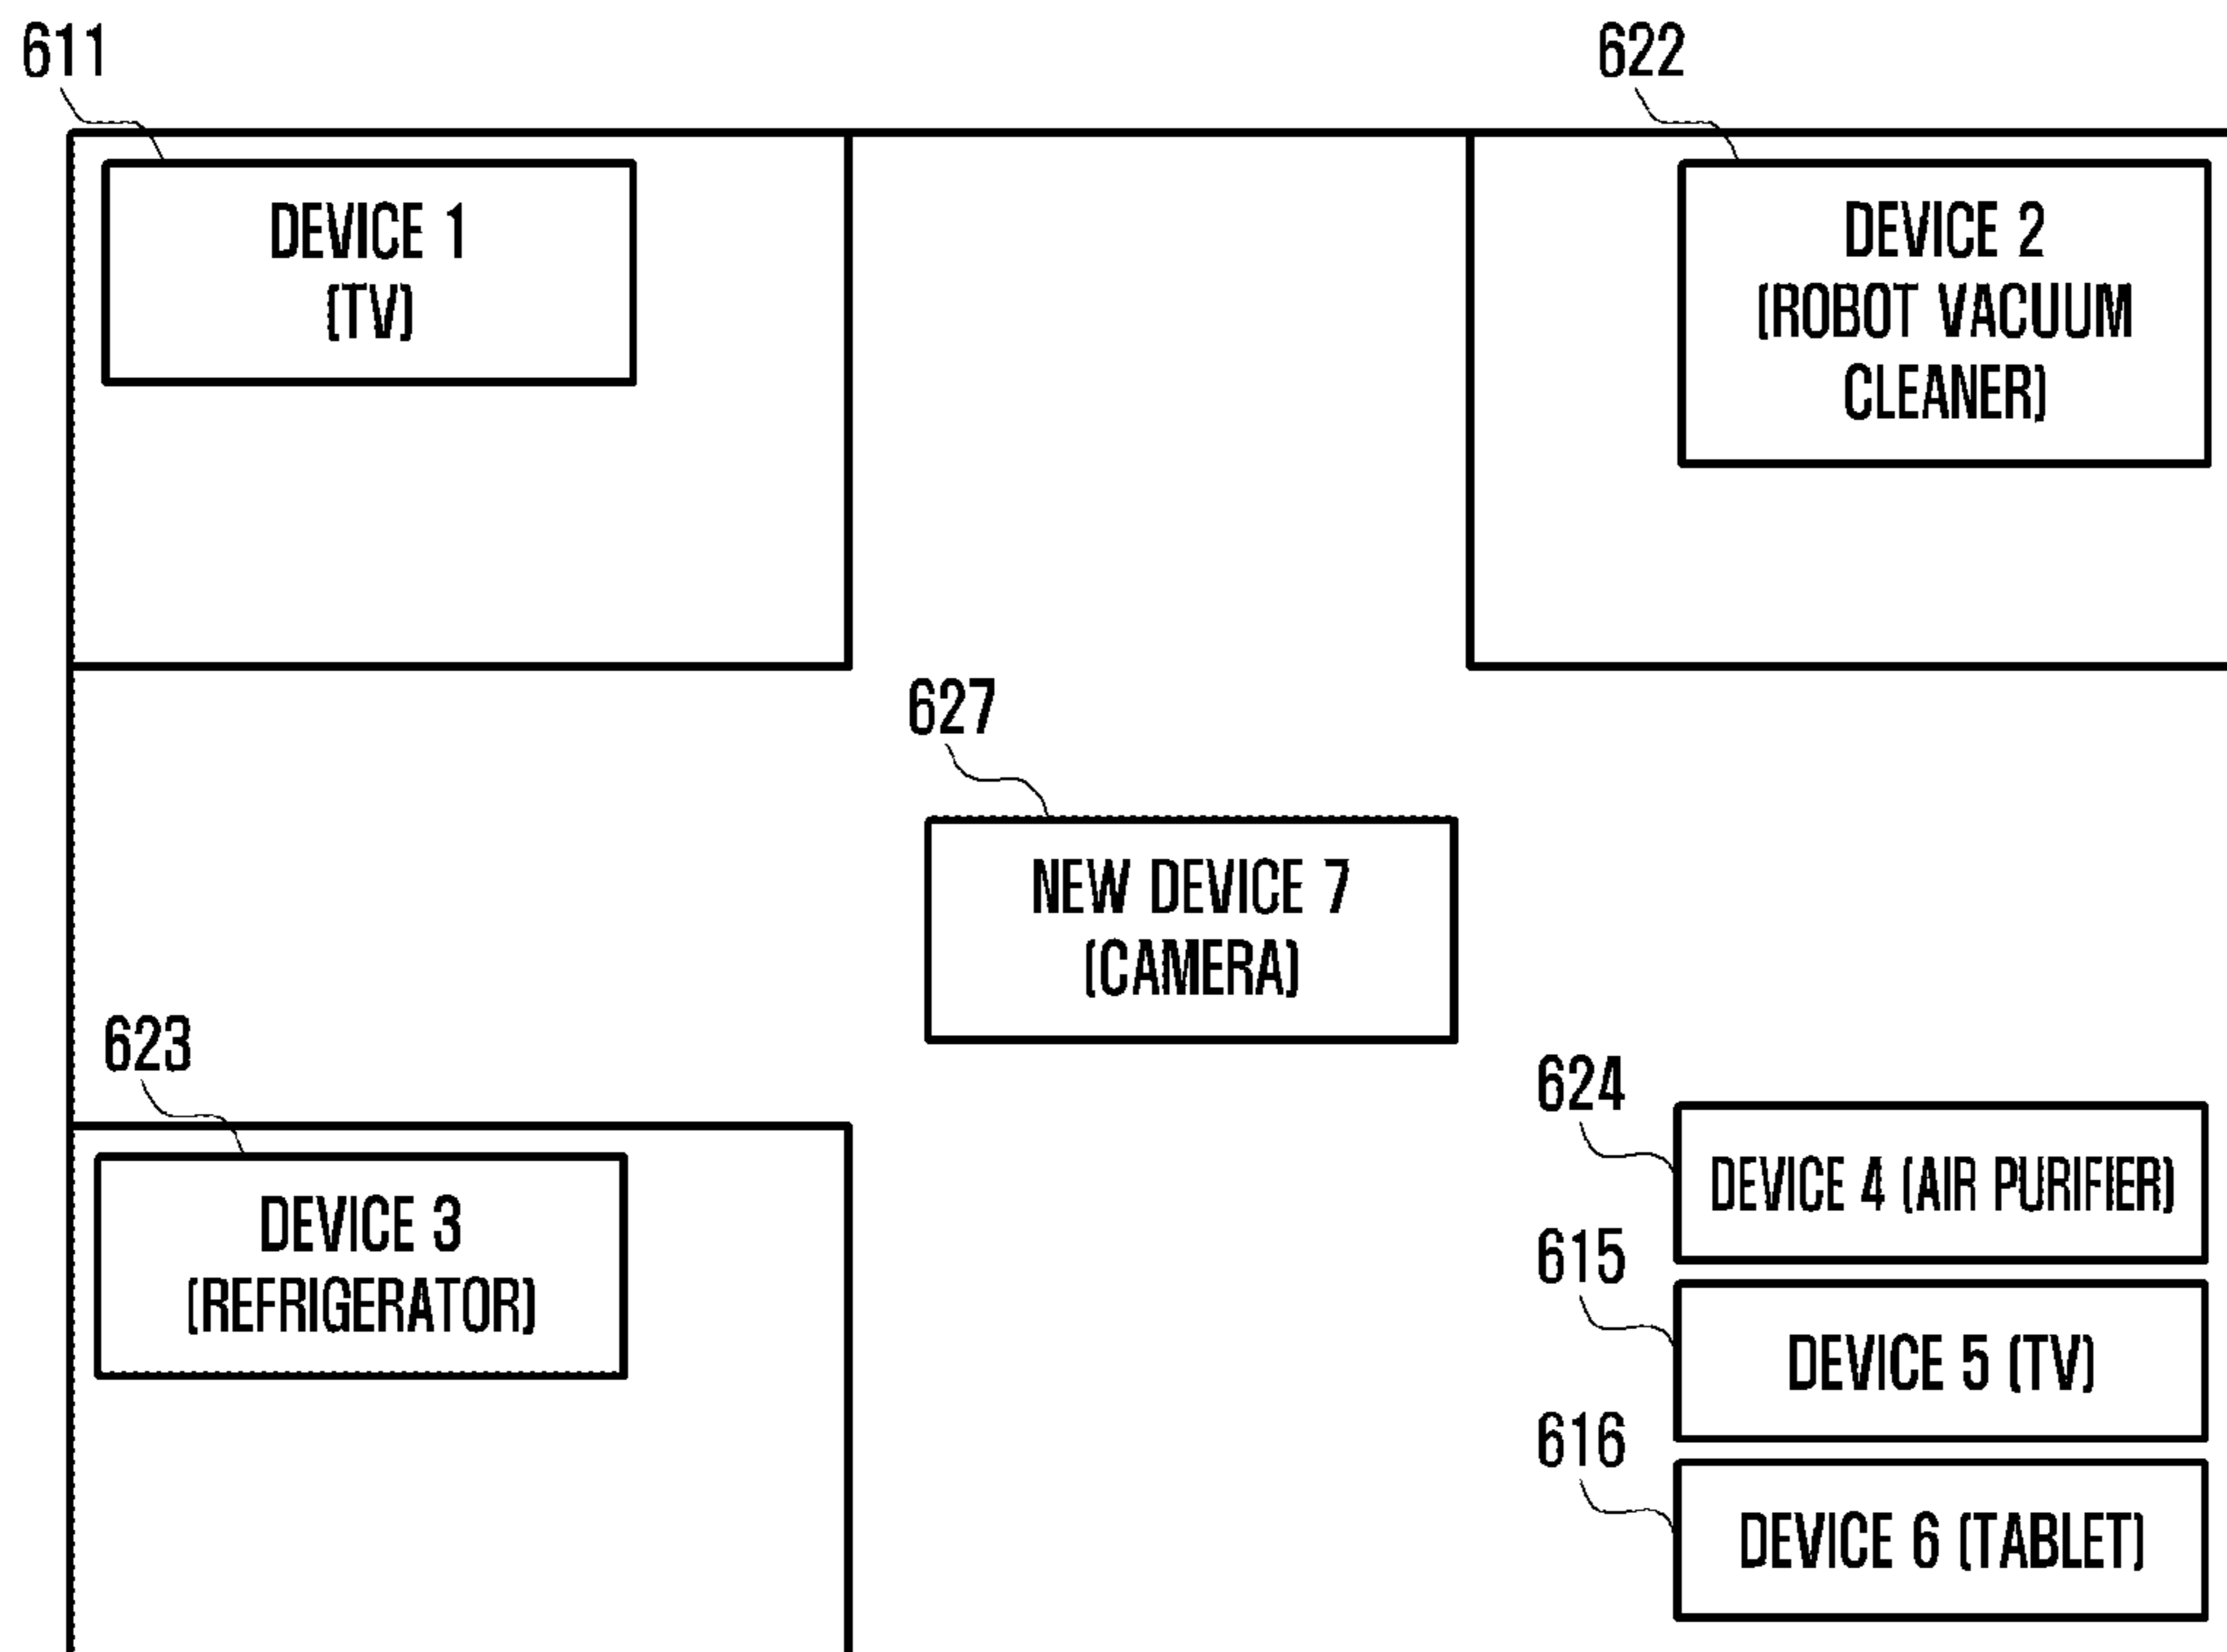 611
622
DEVICE 1
(TV)
DEVICE 2
(ROBOT VACUUM
CLEANER)
627
NEW DEVICE 7
(CAMERA)
623
DEVICE 3
(REFRIGERATOR)
624
DEVICE 4 (AIR PURIFIER)
615
DEVICE 5 (TV)
616
DEVICE 6 (TABLET)